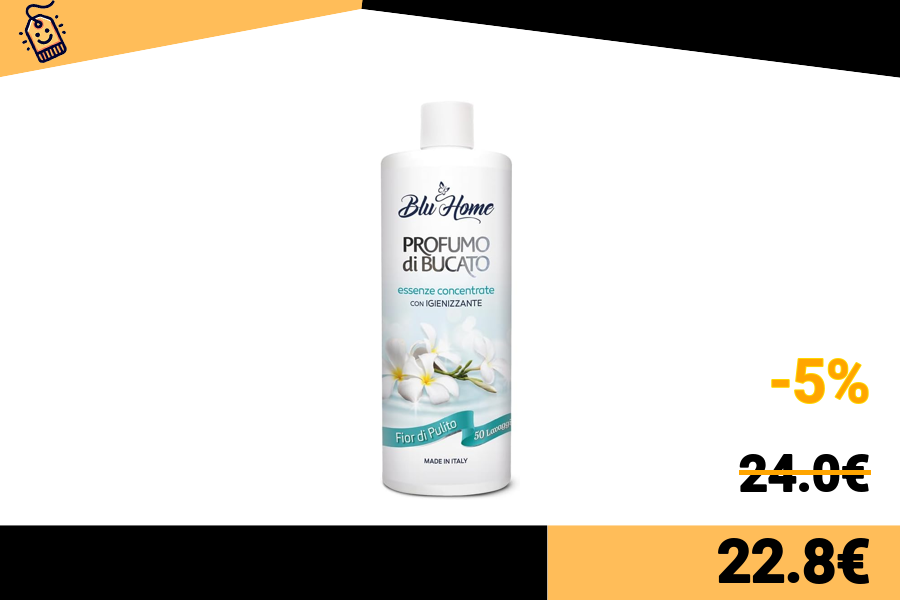 Blu Home
PROFUMO
di BUCATO
essenze concentrate
CON IGIENIZZANTE
Fior di Pulito
50
MADE IN ITALY
-5%
24.0€
22.8€